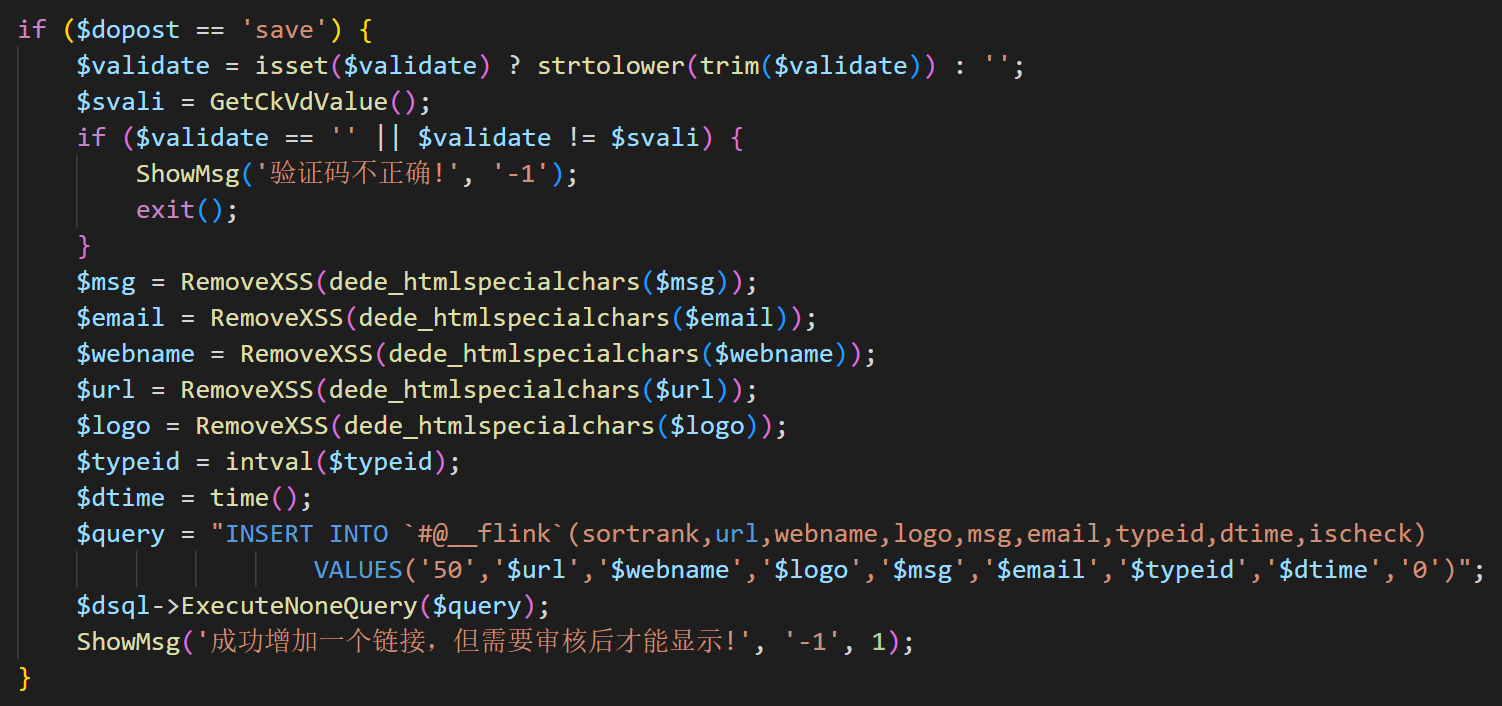 if ($dopost == 'save') {
    $validate = isset($validate) ? strtolower(trim($validate)) : '';
    $svali = GetCkVdValue();
    if ($validate == '' || $validate != $svali) {
        ShowMsg('验证码不正确!', '-1');
        exit();
    }
    $msg = RemoveXSS(dede_htmlspecialchars($msg));
    $email = RemoveXSS(dede_htmlspecialchars($email));
    $webname = RemoveXSS(dede_htmlspecialchars($webname));
    $url = RemoveXSS(dede_htmlspecialchars($url));
    $logo = RemoveXSS(dede_htmlspecialchars($logo));
    $typeid = intval($typeid);
    $dtime = time();
    $query = "INSERT INTO `#@__flink`(sortrank,url,webname,logo,msg,email,typeid,dtime,ischeck)
                    VALUES('50','$url','$webname','$logo','$msg','$email','$typeid','$dtime','0')";
    $dsql->ExecuteNoneQuery($query);
    ShowMsg('成功增加一个链接，但需要审核后才能显示!', '-1', 1);
}